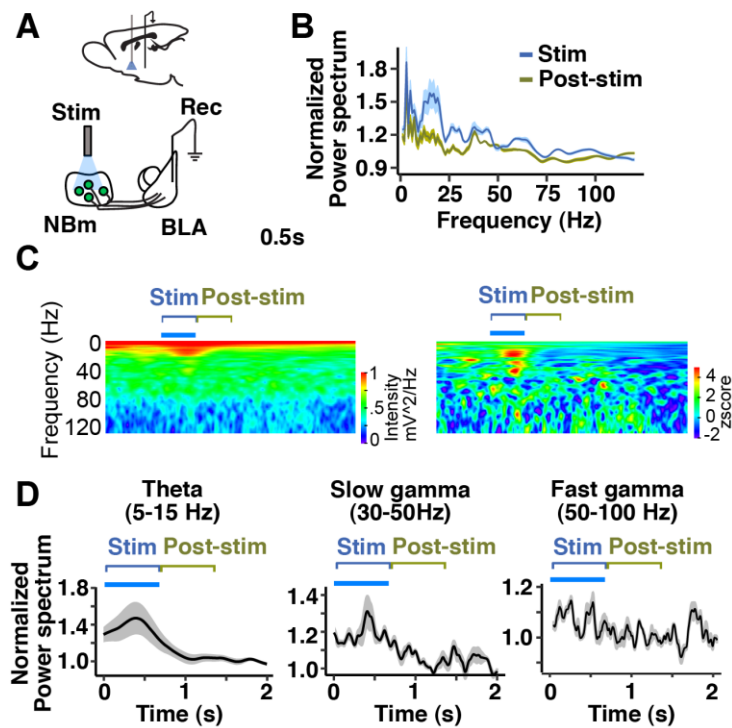 A
Rec
Stim
NBm
BLA
0.5s
B
Normalized
Power spectrum
1.8
1.5
1.2
0.9
Stim
Post-stim
0 25 50 75 100
Frequency (Hz)
C
Stim Post-stim
Frequency (Hz)
0
40
80
120
1
.5
0
Intensity
mV^2/Hz
Stim Post-stim
4
2
0
-2
zscore
D
Theta
(5-15 Hz)
Stim Post-stim
Normalized
Power spectrum
1.8
1.4
1.0
0 1 2
Time (s)
Slow gamma
(30-50Hz)
Stim Post-stim
1.4
1.2
1.0
0 1 2
Time (s)
Fast gamma
(50-100 Hz)
Stim Post-stim
1.2
1.0
0 1 2
Time (s)